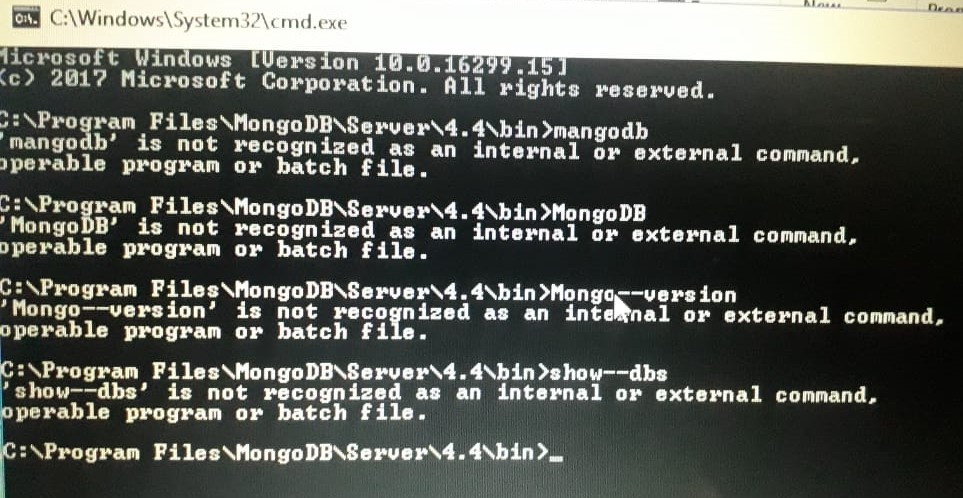 C:\Windows\System32\cmd.exe
Microsoft Windows [Version 10.0.16299.15]
(c) 2017 Microsoft Corporation. All rights reserved.
C:\Program Files\MongoDB\Server\4.4\bin>mangodb
'mangodb' is not recognized as an internal or external command,
operable program or batch file.
C:\Program Files\MongoDB\Server\4.4\bin>MongoDB
'MongoDB' is not recognized as an internal or external command,
operable program or batch file.
C:\Program Files\MongoDB\Server\4.4\bin>Mongo--version
'Mongo--version' is not recognized as an internal or external command,
operable program or batch file.
C:\Program Files\MongoDB\Server\4.4\bin>show--dbs
'show--dbs' is not recognized as an internal or external command,
operable program or batch file.
C:\Program Files\MongoDB\Server\4.4\bin>_